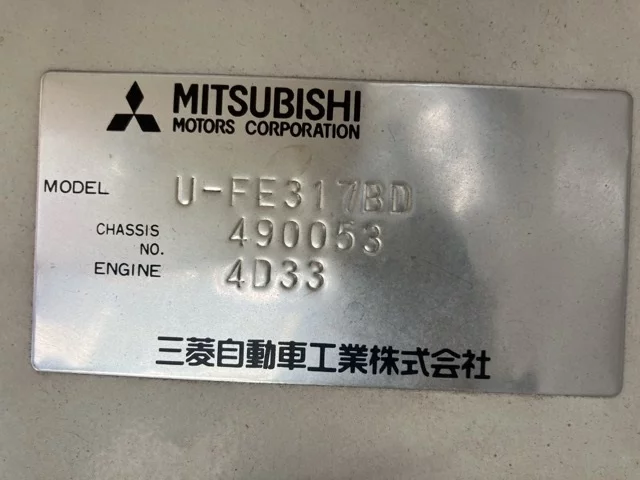 MITSUBISHI
MOTORS CORPORATION
MODEL U-FE317BD
CHASSIS NO. 490053
ENGINE 4D33
三菱自動車工業株式会社